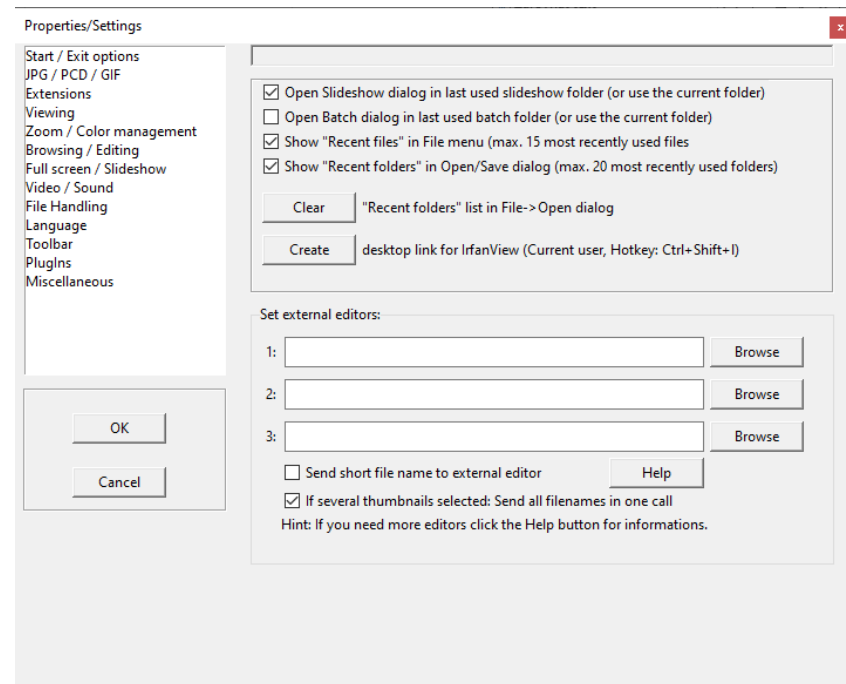 Properties/Settings
x
Start / Exit options
JPG / PCD / GIF
Extensions
Viewing
Zoom / Color management
Browsing / Editing
Full screen / Slideshow
Video / Sound
File Handling
Language
Toolbar
PlugIns
Miscellaneous
OK
Cancel
Open Slideshow dialog in last used slideshow folder (or use the current folder)
Open Batch dialog in last used batch folder (or use the current folder)
Show "Recent files" in File menu (max. 15 most recently used files
Show "Recent folders" in Open/Save dialog (max. 20 most recently used folders)
Clear "Recent folders" list in File->Open dialog
Create desktop link for IrfanView (Current user, Hotkey: Ctrl+Shift+I)
Set external editors:
1: Browse
2: Browse
3: Browse
Send short file name to external editor Help
If several thumbnails selected: Send all filenames in one call
Hint: If you need more editors click the Help button for informations.